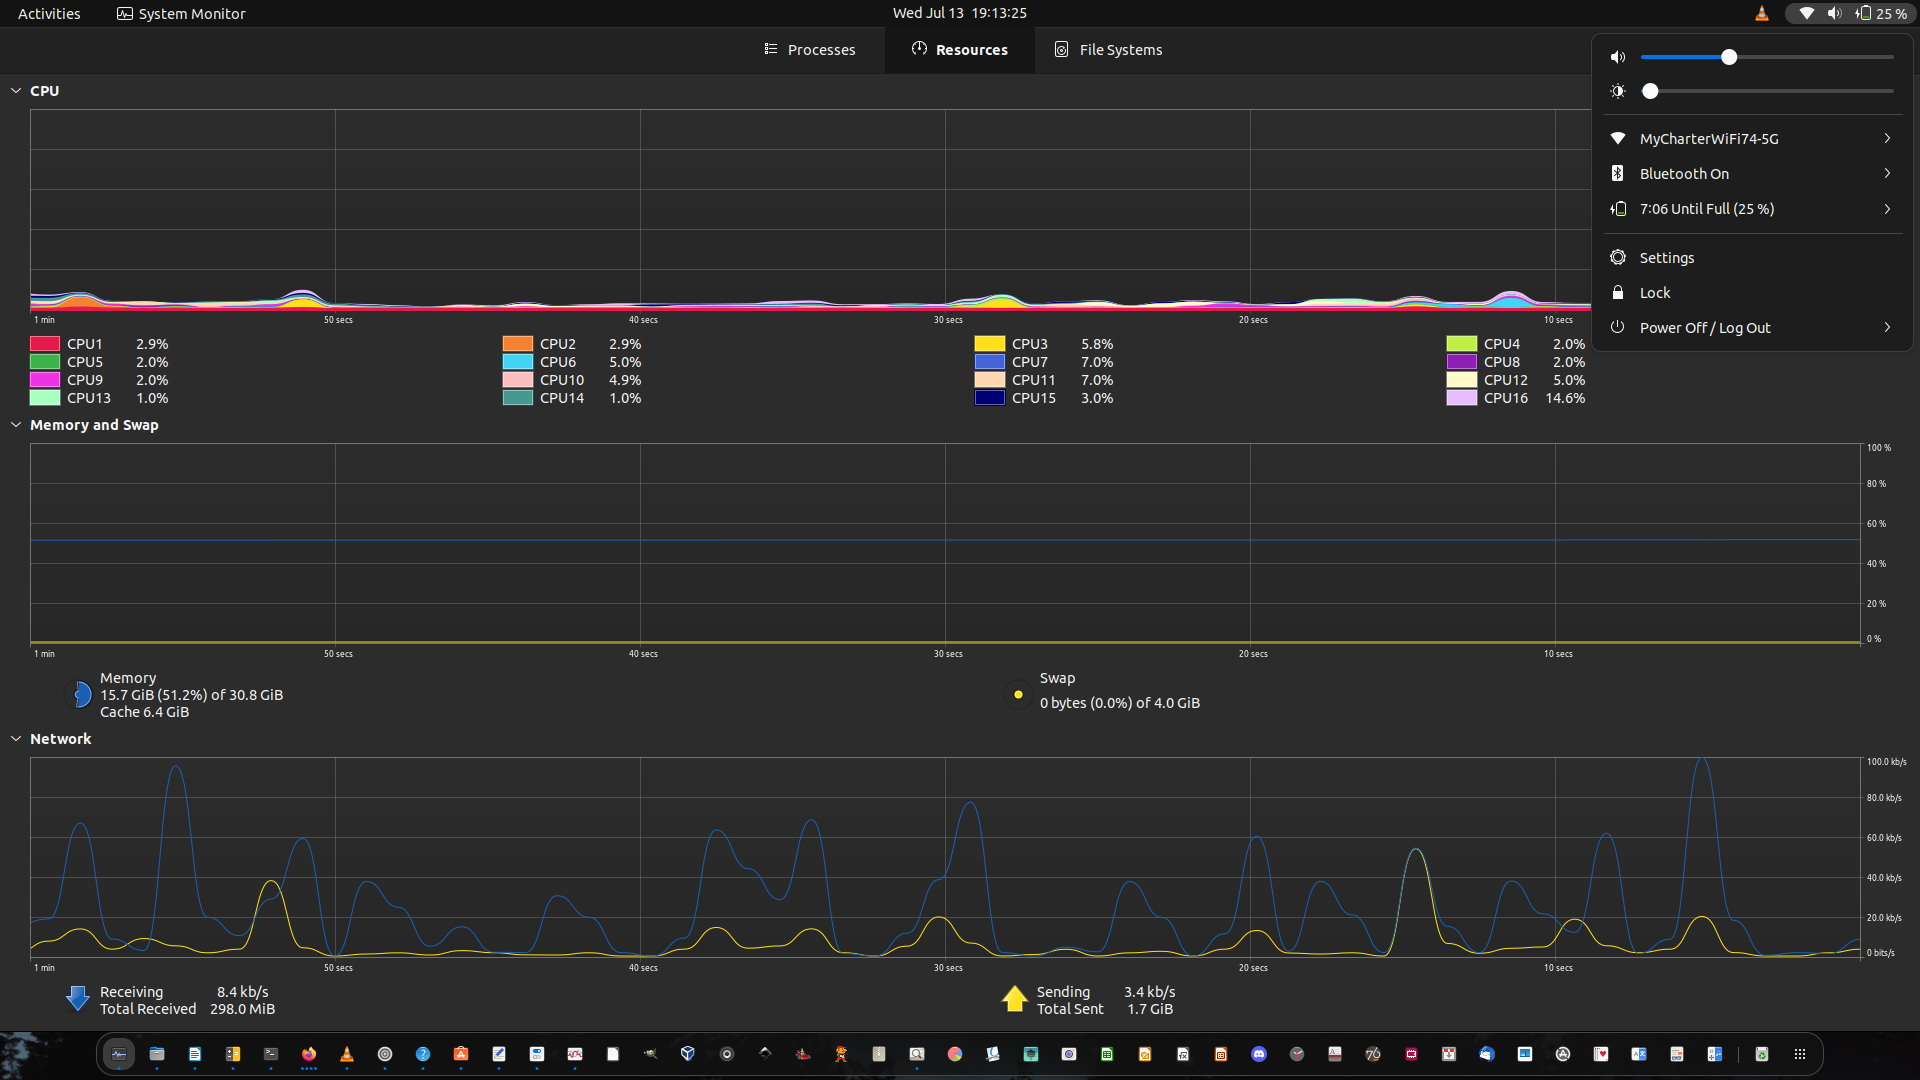 Activities
System Monitor
Wed Jul 13 19:13:25
25 %
Processes
Resources
File Systems
CPU
1 min
50 secs
40 secs
30 secs
20 secs
10 secs
CPU1 2.9%
CPU2 2.9%
CPU3 5.8%
CPU4 2.0%
CPU5 2.0%
CPU6 5.0%
CPU7 7.0%
CPU8 2.0%
CPU9 2.0%
CPU10 4.9%
CPU11 7.0%
CPU12 5.0%
CPU13 1.0%
CPU14 1.0%
CPU15 3.0%
CPU16 14.6%
MyCharterWiFi74-5G
Bluetooth On
7:06 Until Full (25 %)
Settings
Lock
Power Off / Log Out
Memory and Swap
100 %
80 %
60 %
40 %
20 %
0 %
1 min
50 secs
40 secs
30 secs
20 secs
10 secs
Memory
15.7 GiB (51.2%) of 30.8 GiB
Cache 6.4 GiB
Swap
0 bytes (0.0%) of 4.0 GiB
Network
100.0 kb/s
80.0 kb/s
60.0 kb/s
40.0 kb/s
20.0 kb/s
0 bits/s
1 min
50 secs
40 secs
30 secs
20 secs
10 secs
Receiving 8.4 kb/s
Total Received 298.0 MiB
Sending 3.4 kb/s
Total Sent 1.7 GiB
76